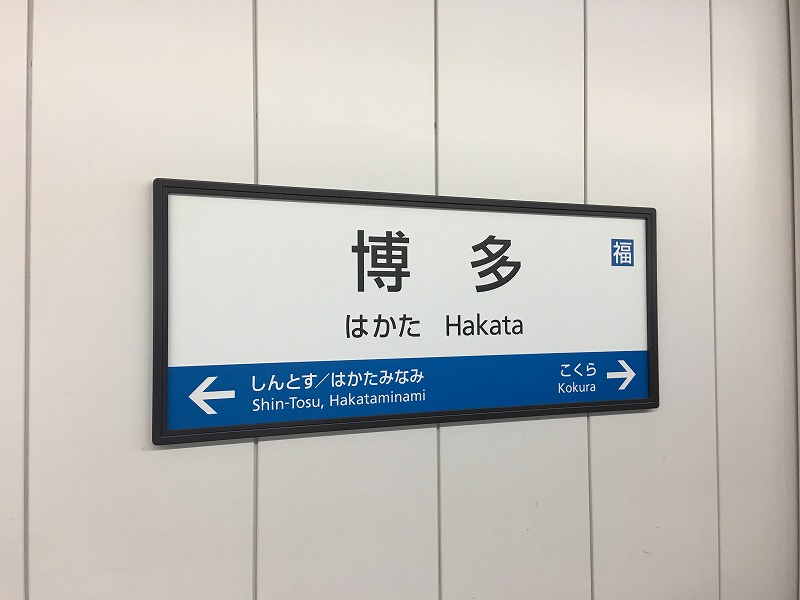 博多
福
はかた Hakata
しんとす／はかたみなみ
Shin-Tosu, Hakataminami
こくら
Kokura